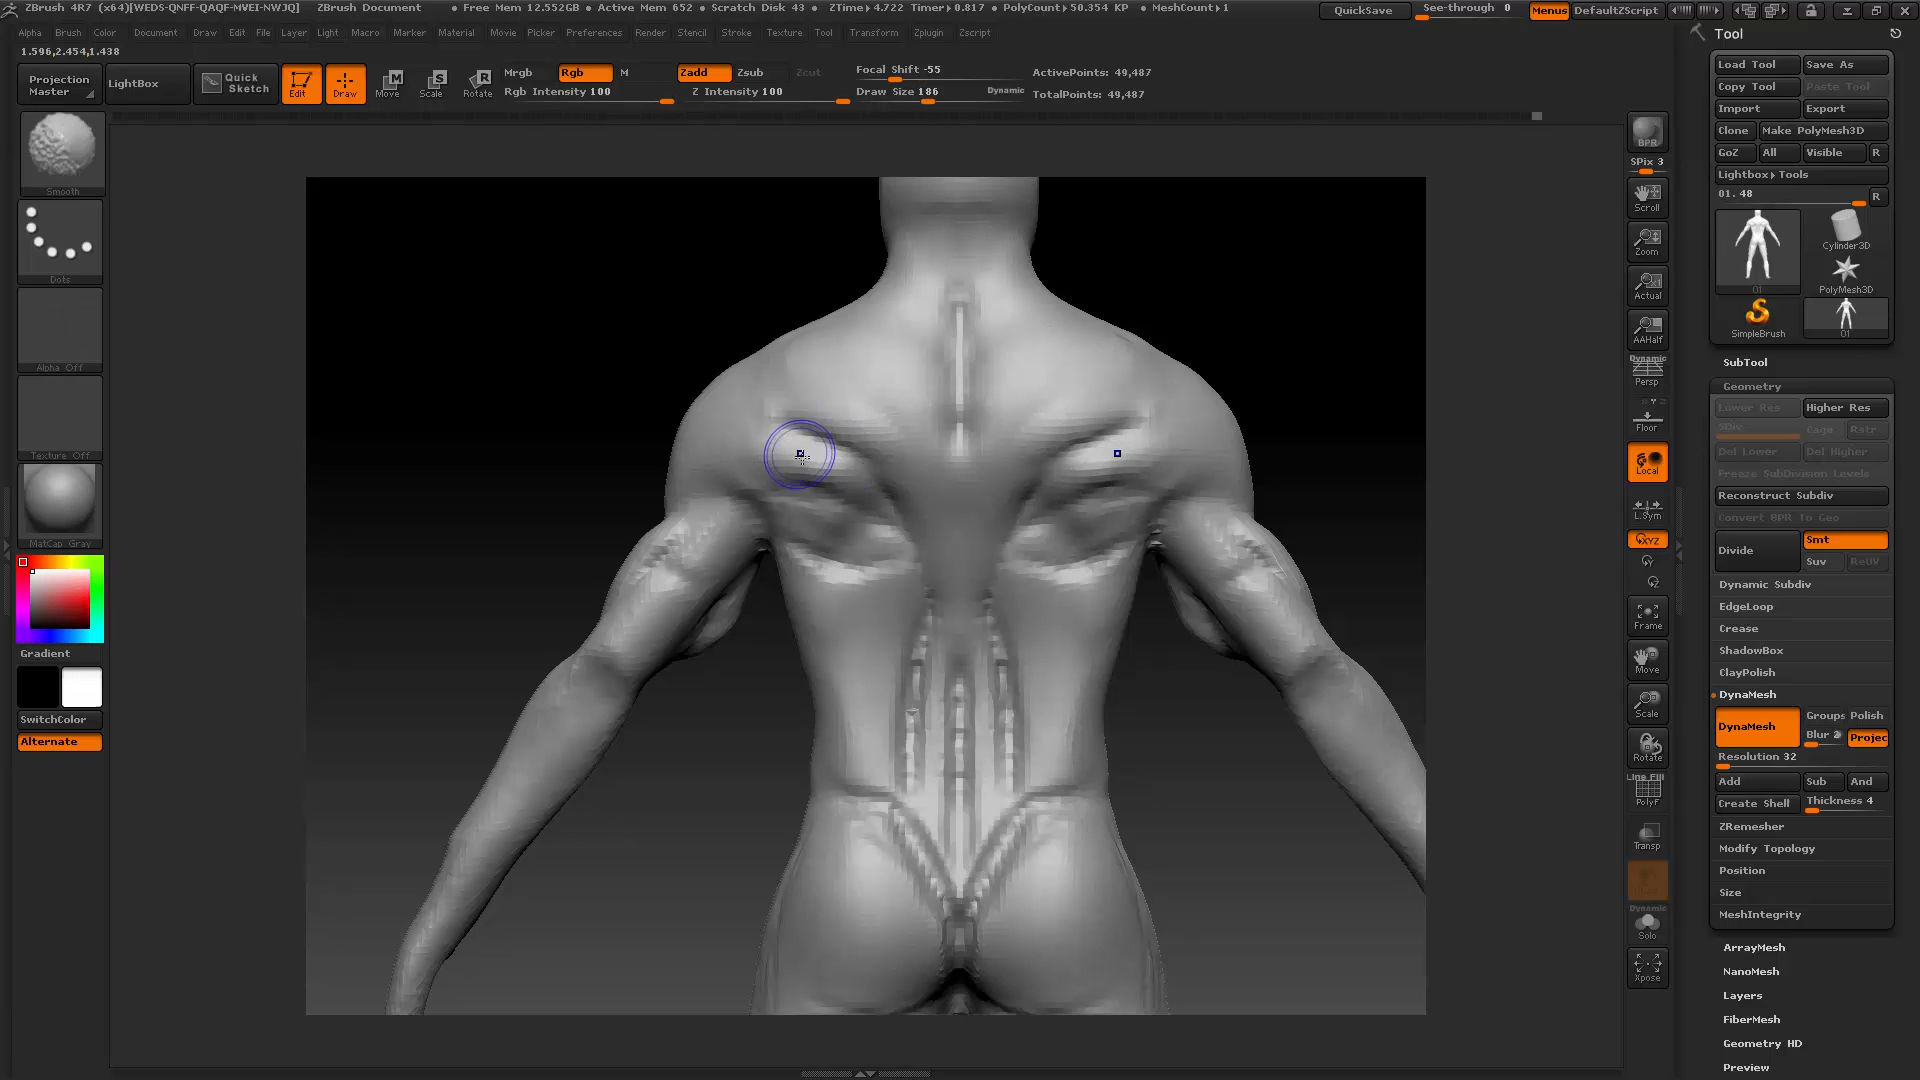 ZBrush 4R7 (x64)[WEDS-QNFF-QAQF-MVEI-NWJQ] ZBrush Document • Free Mem 12.552GB • Active Mem 652 • Scratch Disk 43 • ZTime▸4.722 Timer▸0.817 • PolyCount▸50.354 KP • MeshCount▸1 QuickSave See-through 0 Menus DefaultZScript
Alpha Brush Color Document Draw Edit File Layer Light Macro Marker Material Movie Picker Preferences Render Stencil Stroke Texture Tool Transform Zplugin Zscript
1.596,2.454,1.438
Projection Master
LightBox
Quick Sketch
Edit
Draw
Move
Scale
Rotate
Mrgb Rgb M
Rgb Intensity 100
Zadd Zsub Zcut
Z Intensity 100
Focal Shift -55
Draw Size 186 Dynamic
ActivePoints: 49,487
TotalPoints: 49,487
Smooth
Dots
Alpha Off
Texture Off
MatCap Gray
Gradient
SwitchColor
Alternate
BPR
SPix 3
Scroll
Zoom
Actual
AAHalf
Dynamic
Persp
Floor
Local
L.Sym
XYZ
Frame
Move
Scale
Rotate
Line Fill
PolyF
Transp
Dynamic
Solo
Xpose
Tool
Load Tool Save As
Copy Tool Paste Tool
Import Export
Clone Make PolyMesh3D
GoZ All Visible R
Lightbox▸Tools
01. 48 R
01
Cylinder3D
PolyMesh3D
SimpleBrush
01
SubTool
Geometry
Lower Res Higher Res
SDiv Cage Rstr
Del Lower Del Higher
Freeze SubDivision Levels
Reconstruct Subdiv
Convert BPR To Geo
Divide Smt
Suv ReUV
Dynamic Subdiv
EdgeLoop
Crease
ShadowBox
ClayPolish
DynaMesh
DynaMesh Groups Polish
Blur 2 Projec
Resolution 32
Add Sub And
Create Shell Thickness 4
ZRemesher
Modify Topology
Position
Size
MeshIntegrity
ArrayMesh
NanoMesh
Layers
FiberMesh
Geometry HD
Preview